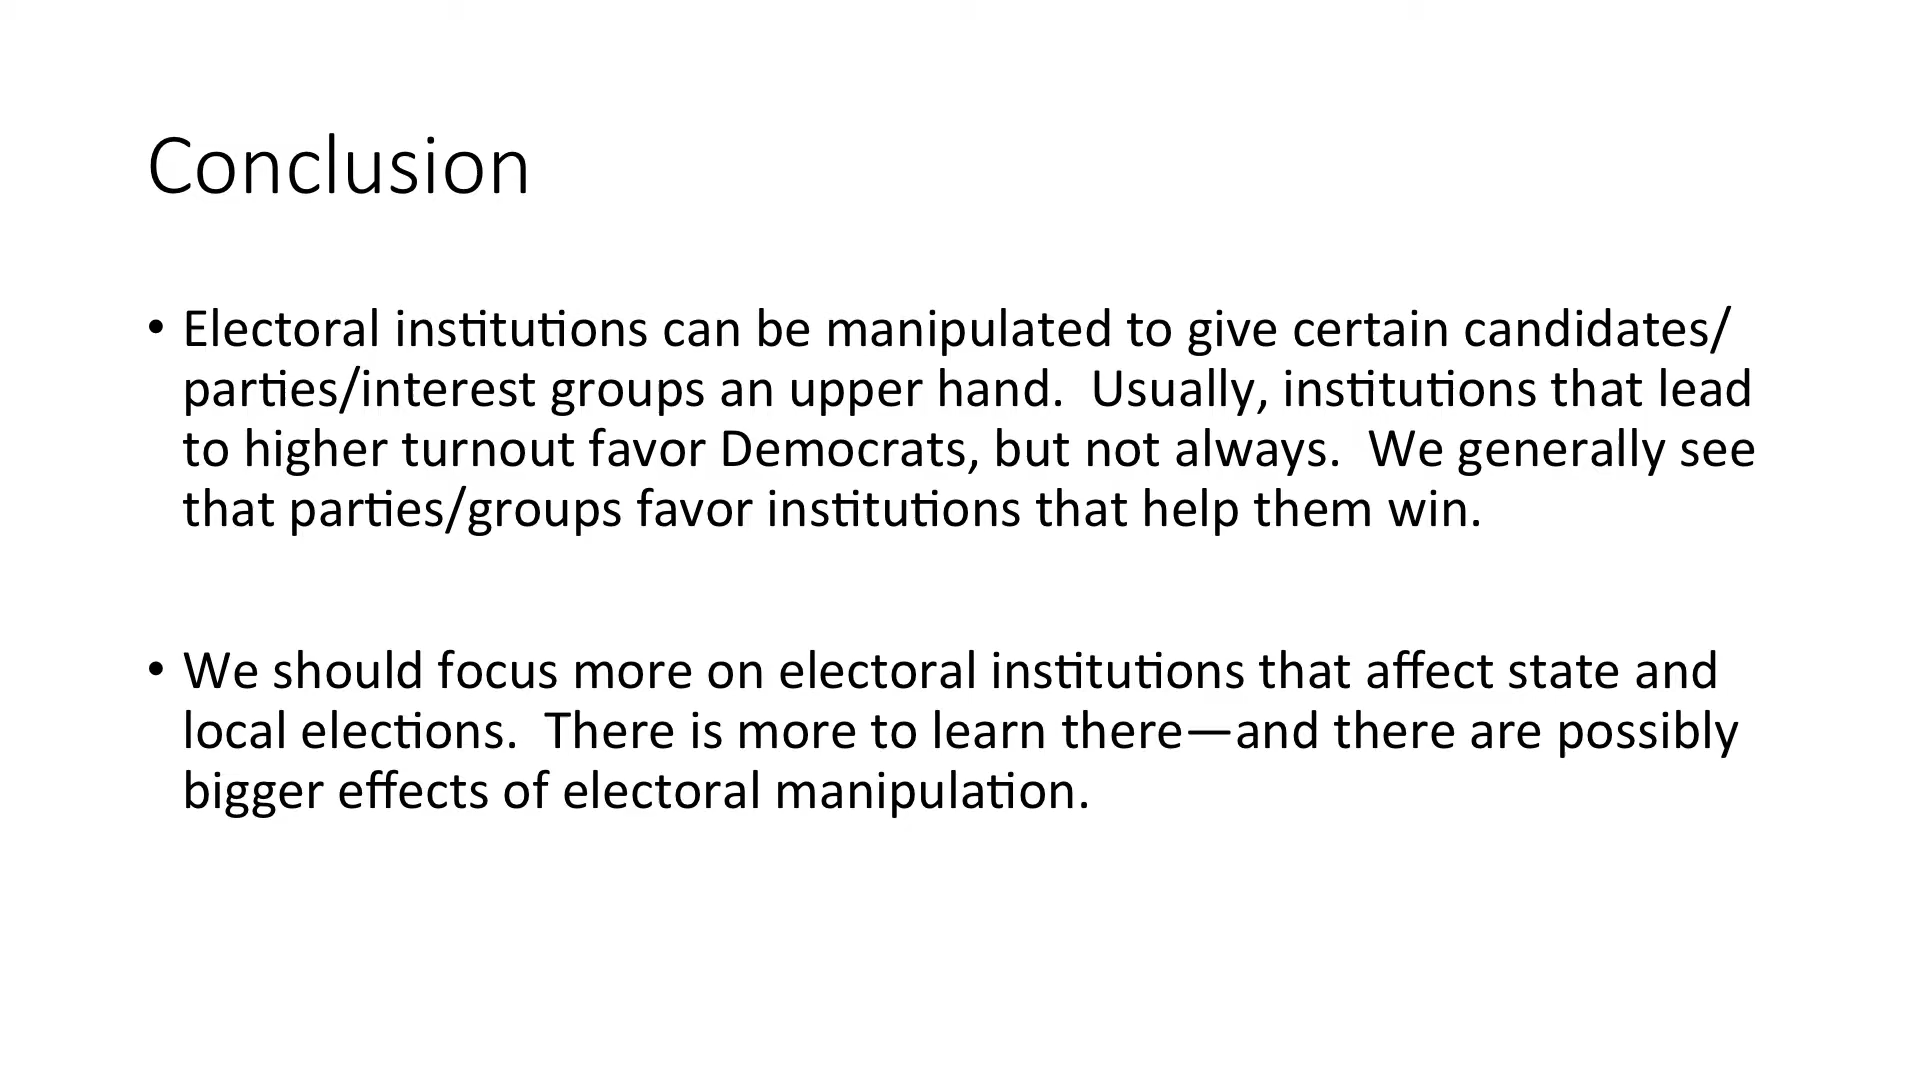 Conclusion
• Electoral institutions can be manipulated to give certain candidates/
parties/interest groups an upper hand.  Usually, institutions that lead
to higher turnout favor Democrats, but not always.  We generally see
that parties/groups favor institutions that help them win.
• We should focus more on electoral institutions that affect state and
local elections.  There is more to learn there—and there are possibly
bigger effects of electoral manipulation.